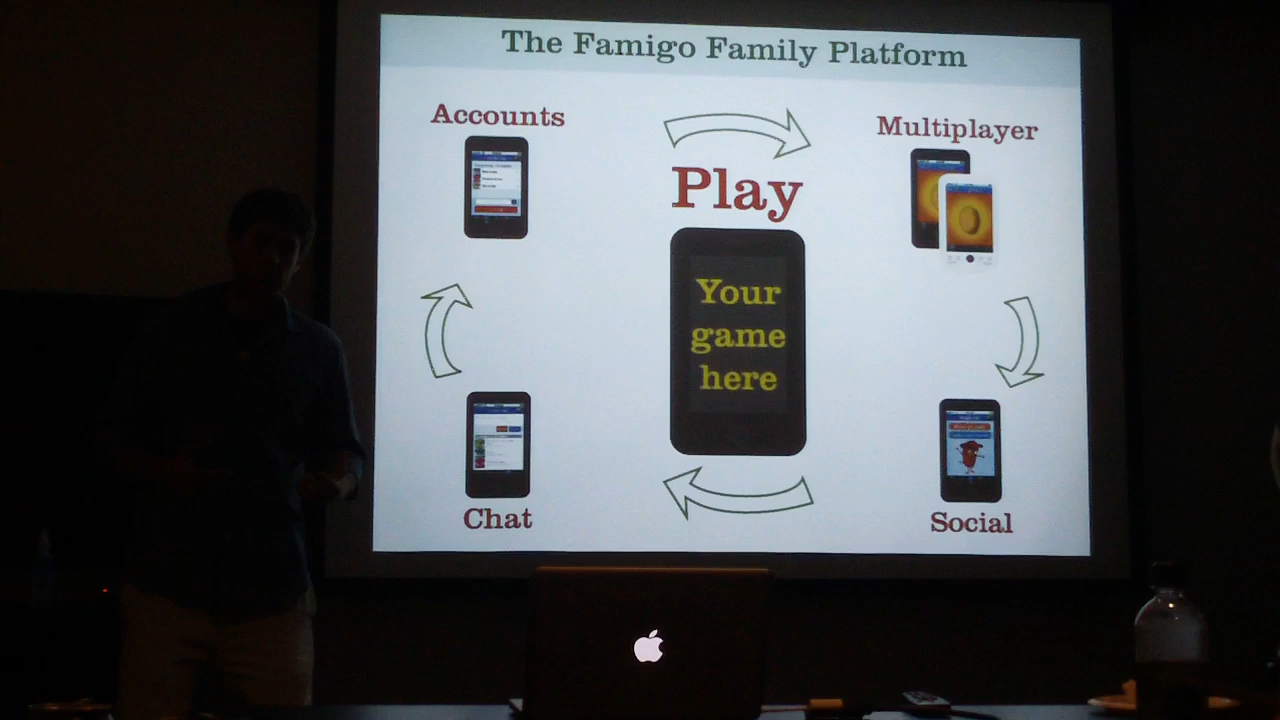 The Famigo Family Platform
Accounts
Multiplayer
Play
Your
game
here
Chat
Social